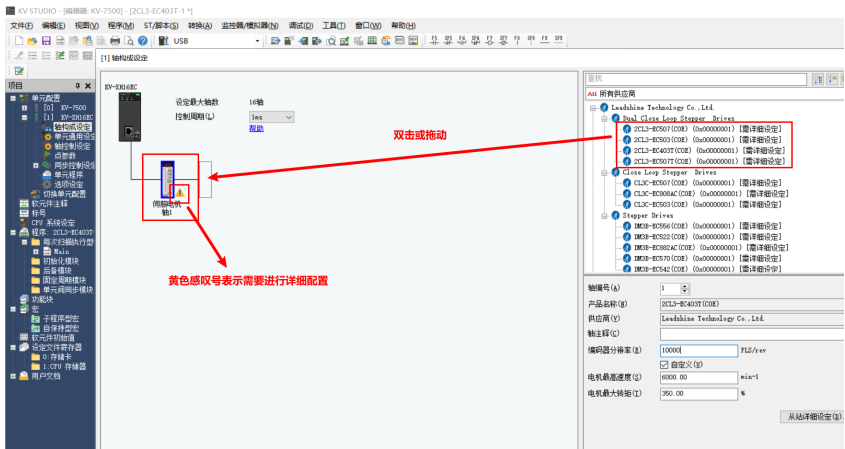 KV STUDIO - [编辑器: KV-7500] - [2CL3-EC403T-1 *]
文件(F) 编辑(E) 视图(V) 程序(M) ST/脚本(S) 转换(A) 监控器/模拟器(N) 调试(D) 工具(T) 窗口(W) 帮助(H)
USB
[1] 轴构成设定
项目
单元配置
[0] KV-7500
[1] KV-XH16EC
轴构成设定
单元通用设定
轴控制设定
点参数
同步控制设定
单元程序
选项设定
切换单元配置
软元件注释
标号
CPU 系统设定
程序: 2CL3-EC403T-
每次扫描执行型
Main
初始化模块
后备模块
固定周期模块
单元间同步模块
功能块
宏
子程序型宏
自保持型宏
软元件初始值
设定文件寄存器
0:存储卡
1:CPU 存储器
用户文档
KV-XH16EC
设定最大轴数 16轴
控制周期(L) 1ms
帮助
伺服电机
轴1
双击或拖动
黄色感叹号表示需要进行详细配置
查找
All 所有供应商
Leadshine Technology Co., Ltd.
Dual Close Loop Stepper Drives
2CL3-EC507(COE) (0x00000001) [需详细设定]
2CL3-EC503(COE) (0x00000001) [需详细设定]
2CL3-EC403T(COE) (0x00000001) [需详细设定]
2CL3-EC507T(COE) (0x00000001) [需详细设定]
Close Loop Stepper Drives
CL3C-EC507(COE) (0x00000001) [需详细设定]
CL3C-EC808AC(COE) (0x00000001) [需详细设定]
CL3C-EC503(COE) (0x00000001) [需详细设定]
Stepper Drives
DM3E-EC556(COE) (0x00000001) [需详细设定]
DM3E-EC522(COE) (0x00000001) [需详细设定]
DM3E-EC882AC(COE) (0x00000001) [需详细设定]
DM3E-EC570(COE) (0x00000001) [需详细设定]
DM3E-EC542(COE) (0x00000001) [需详细设定]
轴编号(A) 1
产品名称(N) 2CL3-EC403T(COE)
供应商(V) Leadshine Technology Co., Ltd.
轴注释(C)
编码器分辨率(E) 10000 PLS/rev
自定义(U)
电机最高速度(S) 6000.00 min-1
电机最大转矩(T) 350.00 %
从站详细设定(D)..